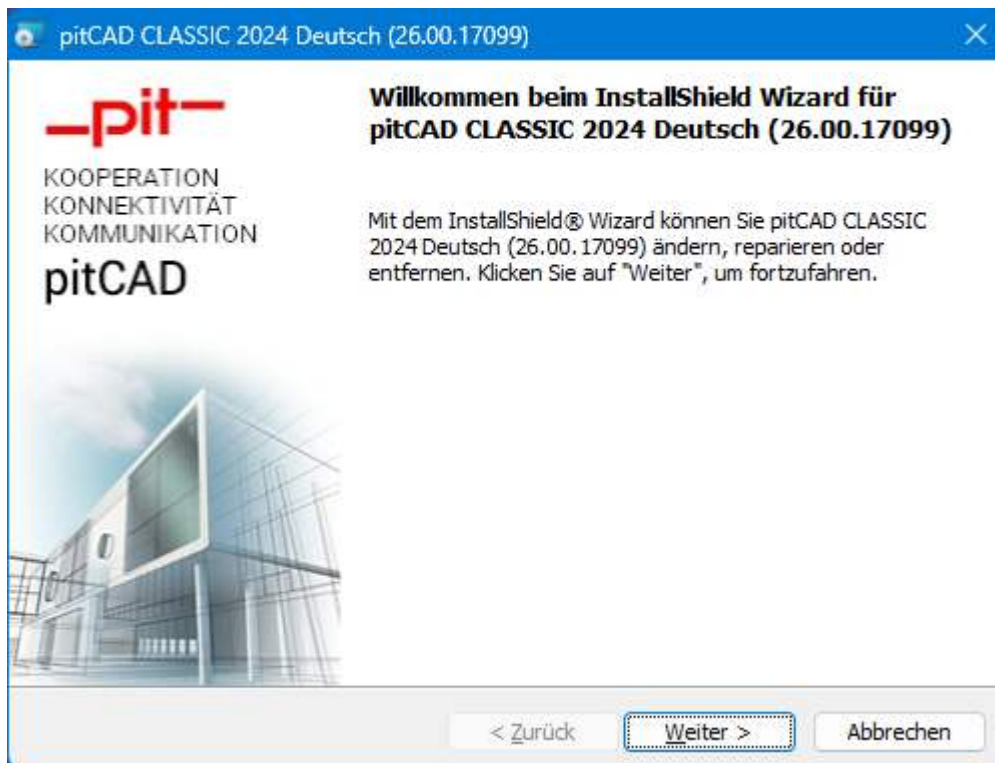 pitCAD CLASSIC 2024 Deutsch (26.00.17099)
pit
KOOPERATION
KONNEKTIVITÄT
KOMMUNIKATION
pitCAD
Willkommen beim InstallShield Wizard für
pitCAD CLASSIC 2024 Deutsch (26.00.17099)
Mit dem InstallShield® Wizard können Sie pitCAD CLASSIC
2024 Deutsch (26.00.17099) ändern, reparieren oder
entfernen. Klicken Sie auf "Weiter", um fortzufahren.
< Zurück
Weiter >
Abbrechen